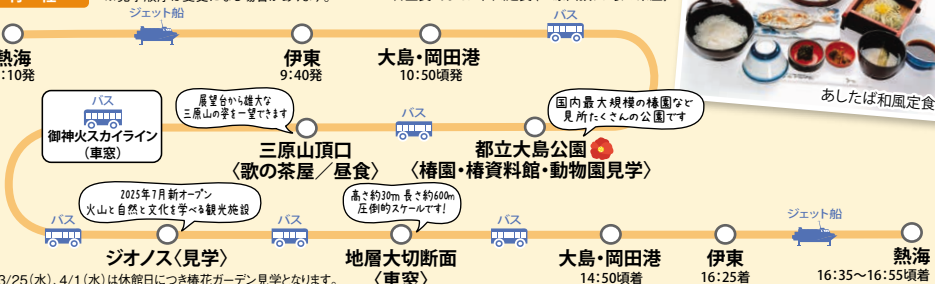 ジェット船
バス
熱海
:10発
伊東
9:40発
大島・岡田港
10:50頃発
あしたば和風定食
バス
御神火スカイライン
(車窓)
展望台から雄大な
三原山の姿を一望できます
バス
国内最大規模の椿園など
見所たくさんの公園です
三原山頂口
〈歌の茶屋/昼食〉
都立大島公園
〈椿園・椿資料館・動物園見学〉
2025年7月新オープン
火山と自然と文化を学べる観光施設
高さ約30m 長さ約600m
圧倒的スケールです!
バス
バス
バス
ジェット船
ジオノス〈見学〉
地層大切断面
〈車窓〉
大島・岡田港
14:50頃着
伊東
16:25着
熱海
16:35〜16:55頃着
3/25(水)、4/1(水)は休館日につき椿花ガーデン見学となります。